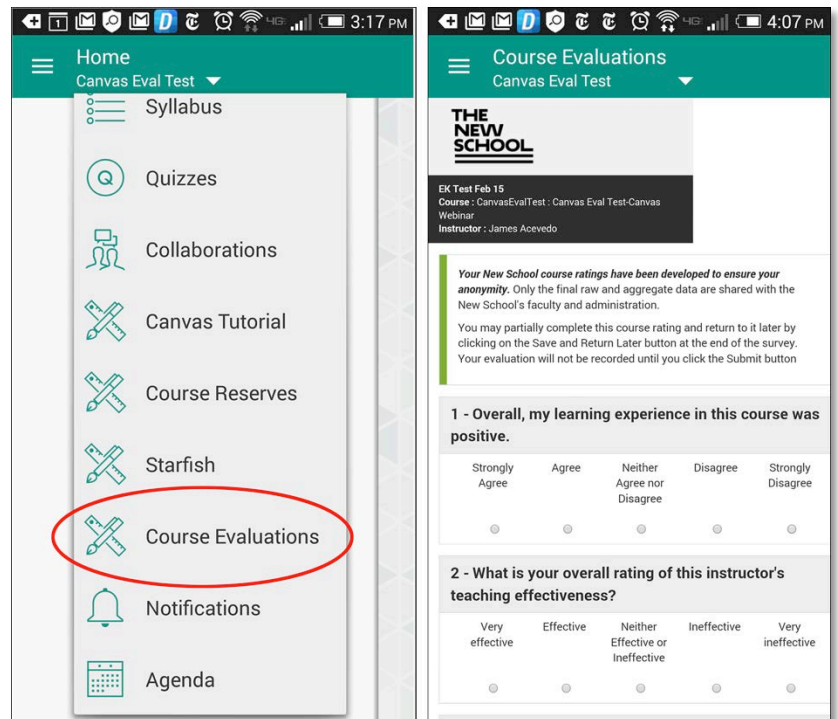 4G 3:17 PM
Home
Canvas Eval Test
Syllabus
Q
Quizzes
Collaborations
Canvas Tutorial
Course Reserves
Starfish
Course Evaluations
Notifications
Agenda
4G 4:07 PM
Course Evaluations
Canvas Eval Test
THE
NEW
SCHOOL
EK Test Feb 15
Course : CanvasEvalTest : Canvas Eval Test-Canvas
Webinar
Instructor : James Acevedo
Your New School course ratings have been developed to ensure your
anonymity. Only the final raw and aggregate data are shared with the
New School's faculty and administration.
You may partially complete this course rating and return to it later by
clicking on the Save and Return Later button at the end of the survey.
Your evaluation will not be recorded until you click the Submit button
1 - Overall, my learning experience in this course was
positive.
Strongly Agree Neither Disagree Strongly
Agree Agree nor Disagree
Disagree
2 - What is your overall rating of this instructor's
teaching effectiveness?
Very Effective Neither Ineffective Very
effective Effective or ineffective
Ineffective